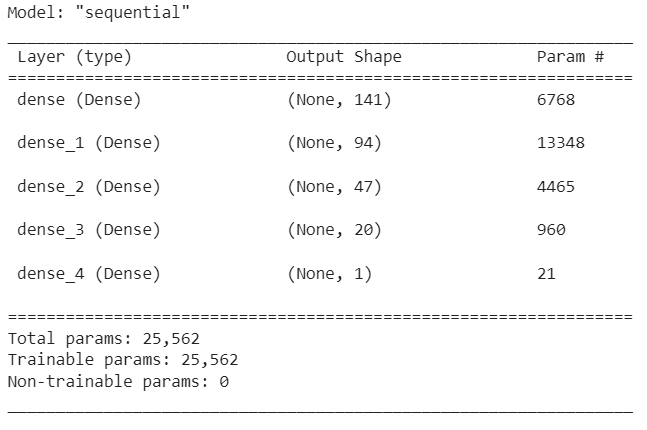 Model: "sequential"
_________________________________________________________________
Layer (type) Output Shape Param #
=================================================================
dense (Dense) (None, 141) 6768
dense_1 (Dense) (None, 94) 13348
dense_2 (Dense) (None, 47) 4465
dense_3 (Dense) (None, 20) 960
dense_4 (Dense) (None, 1) 21
=================================================================
Total params: 25,562
Trainable params: 25,562
Non-trainable params: 0
_________________________________________________________________